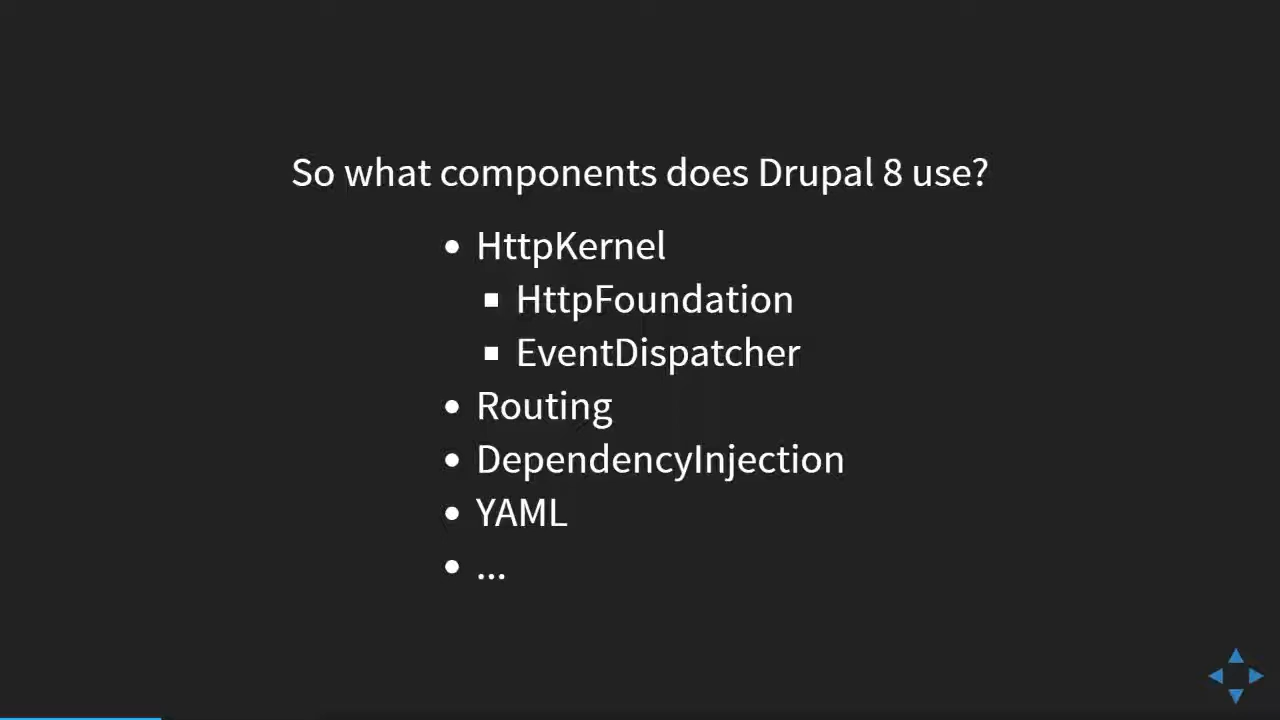 So what components does Drupal 8 use?
HttpKernel
HttpFoundation
EventDispatcher
Routing
DependencyInjection
YAML
...